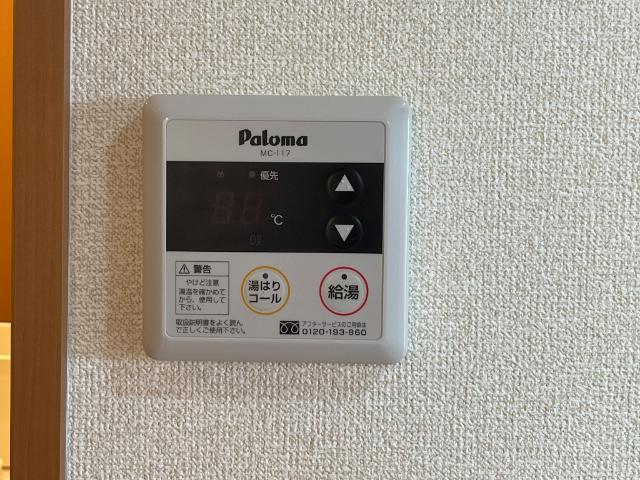 Paloma
MC-117
優先
℃
警告
やけど注意
湯温を確かめて
から、使用して
下さい。
取扱説明書をよく読ん
で正しくご使用下さい。
湯はり
コール
給湯
アフターサービスのご用命は
0120-193-860